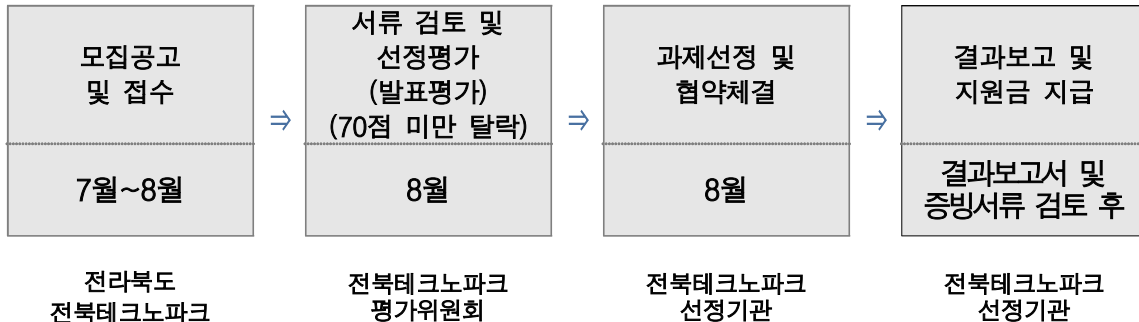 모집공고
및 접수
7월~8월
전라북도
전북테크노파크
⇒
서류 검토 및
선정평가
(발표평가)
(70점 미만 탈락)
8월
전북테크노파크
평가위원회
⇒
과제선정 및
협약체결
8월
전북테크노파크
선정기관
⇒
결과보고 및
지원금 지급
결과보고서 및
증빙서류 검토 후
전북테크노파크
선정기관